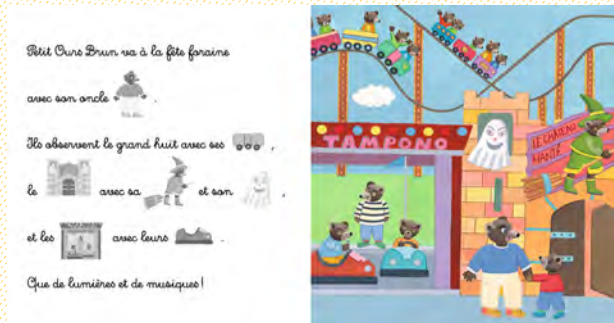 Petit Ours Brun va à la fête foraine
avec son oncle .
Ils observent le grand huit avec ses ,
le avec sa et son ,
et les avec leurs .
Que de lumières et de musiques !
TAMPONO
LE CHÂTEAU
HANTÉ